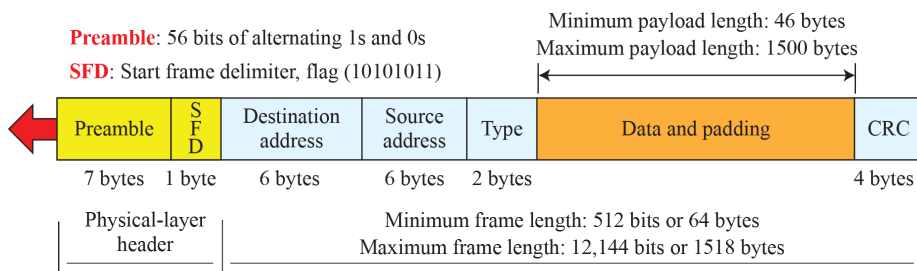 Minimum payload length: 46 bytes
Preamble: 56 bits of alternating 1s and 0s
Maximum payload length: 1500 bytes
SFD: Start frame delimiter, flag (10101011)
Preamble
S
F
D
Destination
address
Source
address
Type
Data and padding
CRC
7 bytes
1 byte
6 bytes
6 bytes
2 bytes
4 bytes
Physical-layer
header
Minimum frame length: 512 bits or 64 bytes
Maximum frame length: 12,144 bits or 1518 bytes